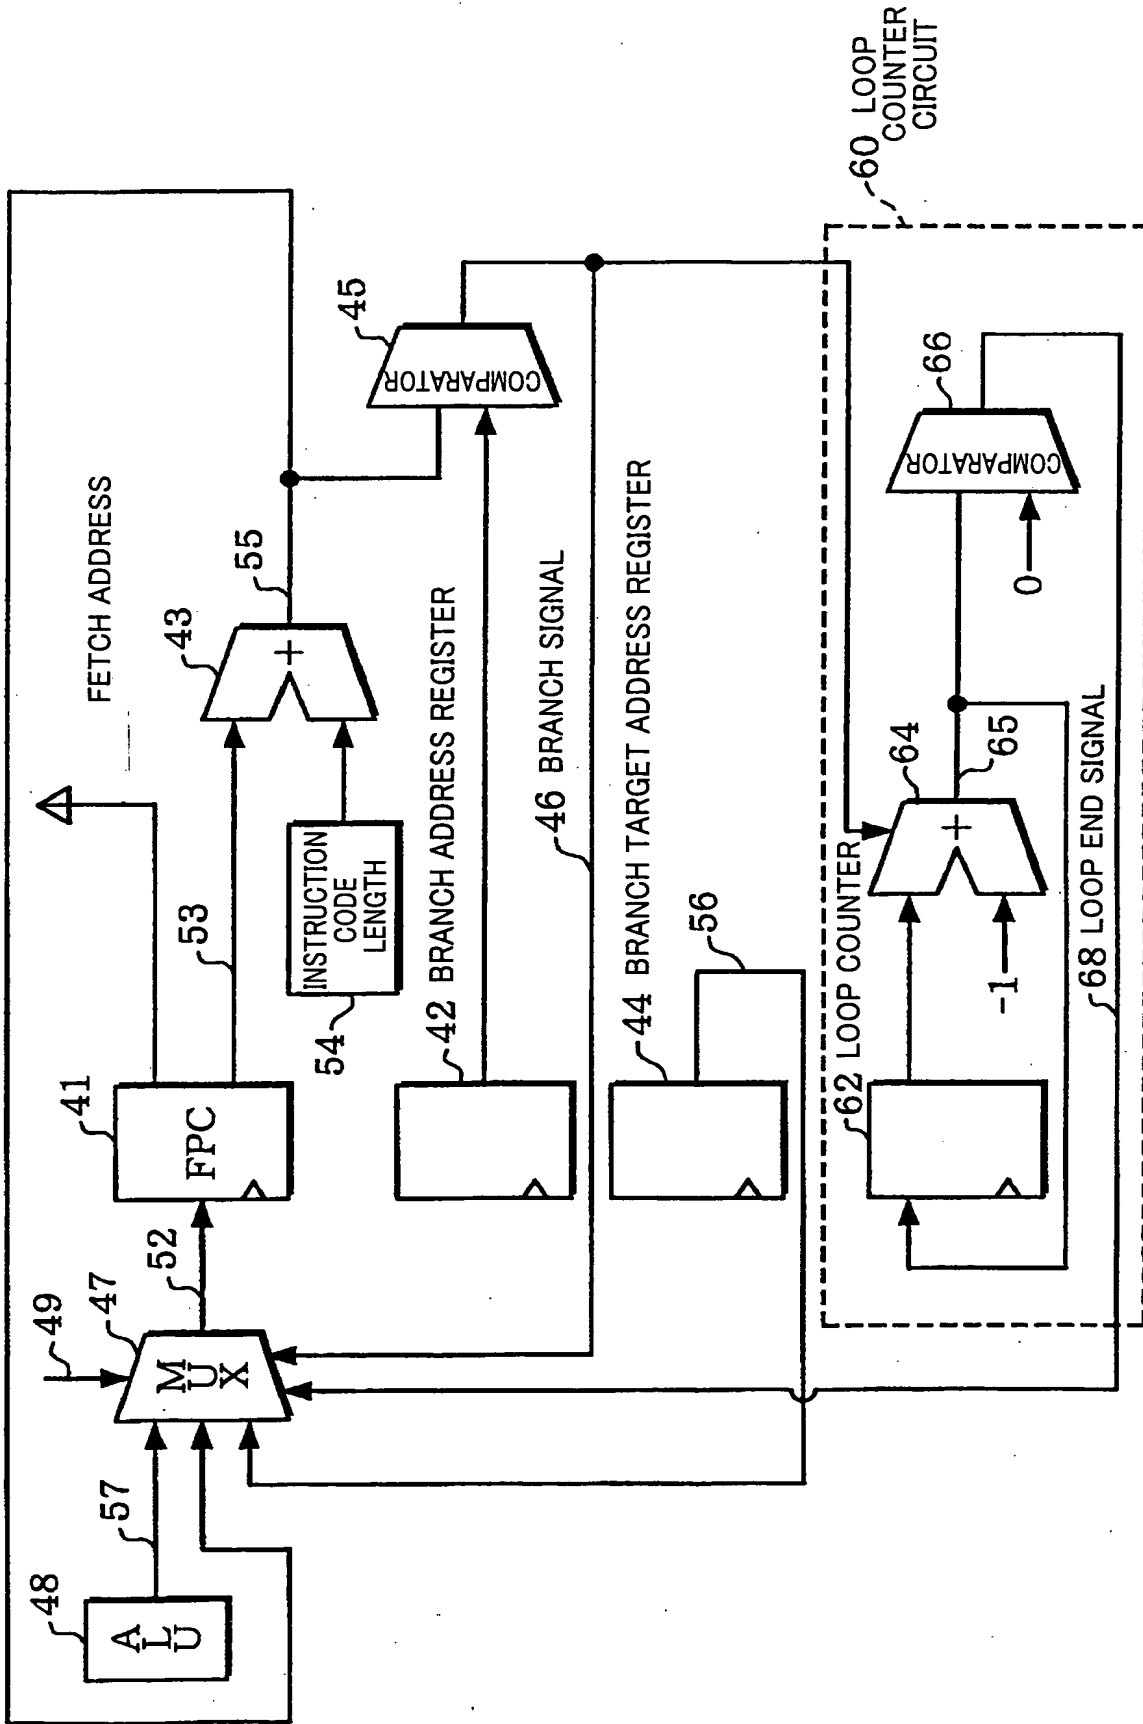 FETCH ADDRESS
49
47
52
41
53
43
55
48
ALU
57
MUX
FPC
+
INSTRUCTION
CODE
LENGTH
54
45
COMPARATOR
42 BRANCH ADDRESS REGISTER
46 BRANCH SIGNAL
44 BRANCH TARGET ADDRESS REGISTER
56
60 LOOP
COUNTER
CIRCUIT
62 LOOP COUNTER
64
+
-1
65
66
COMPARATOR
0
68 LOOP END SIGNAL